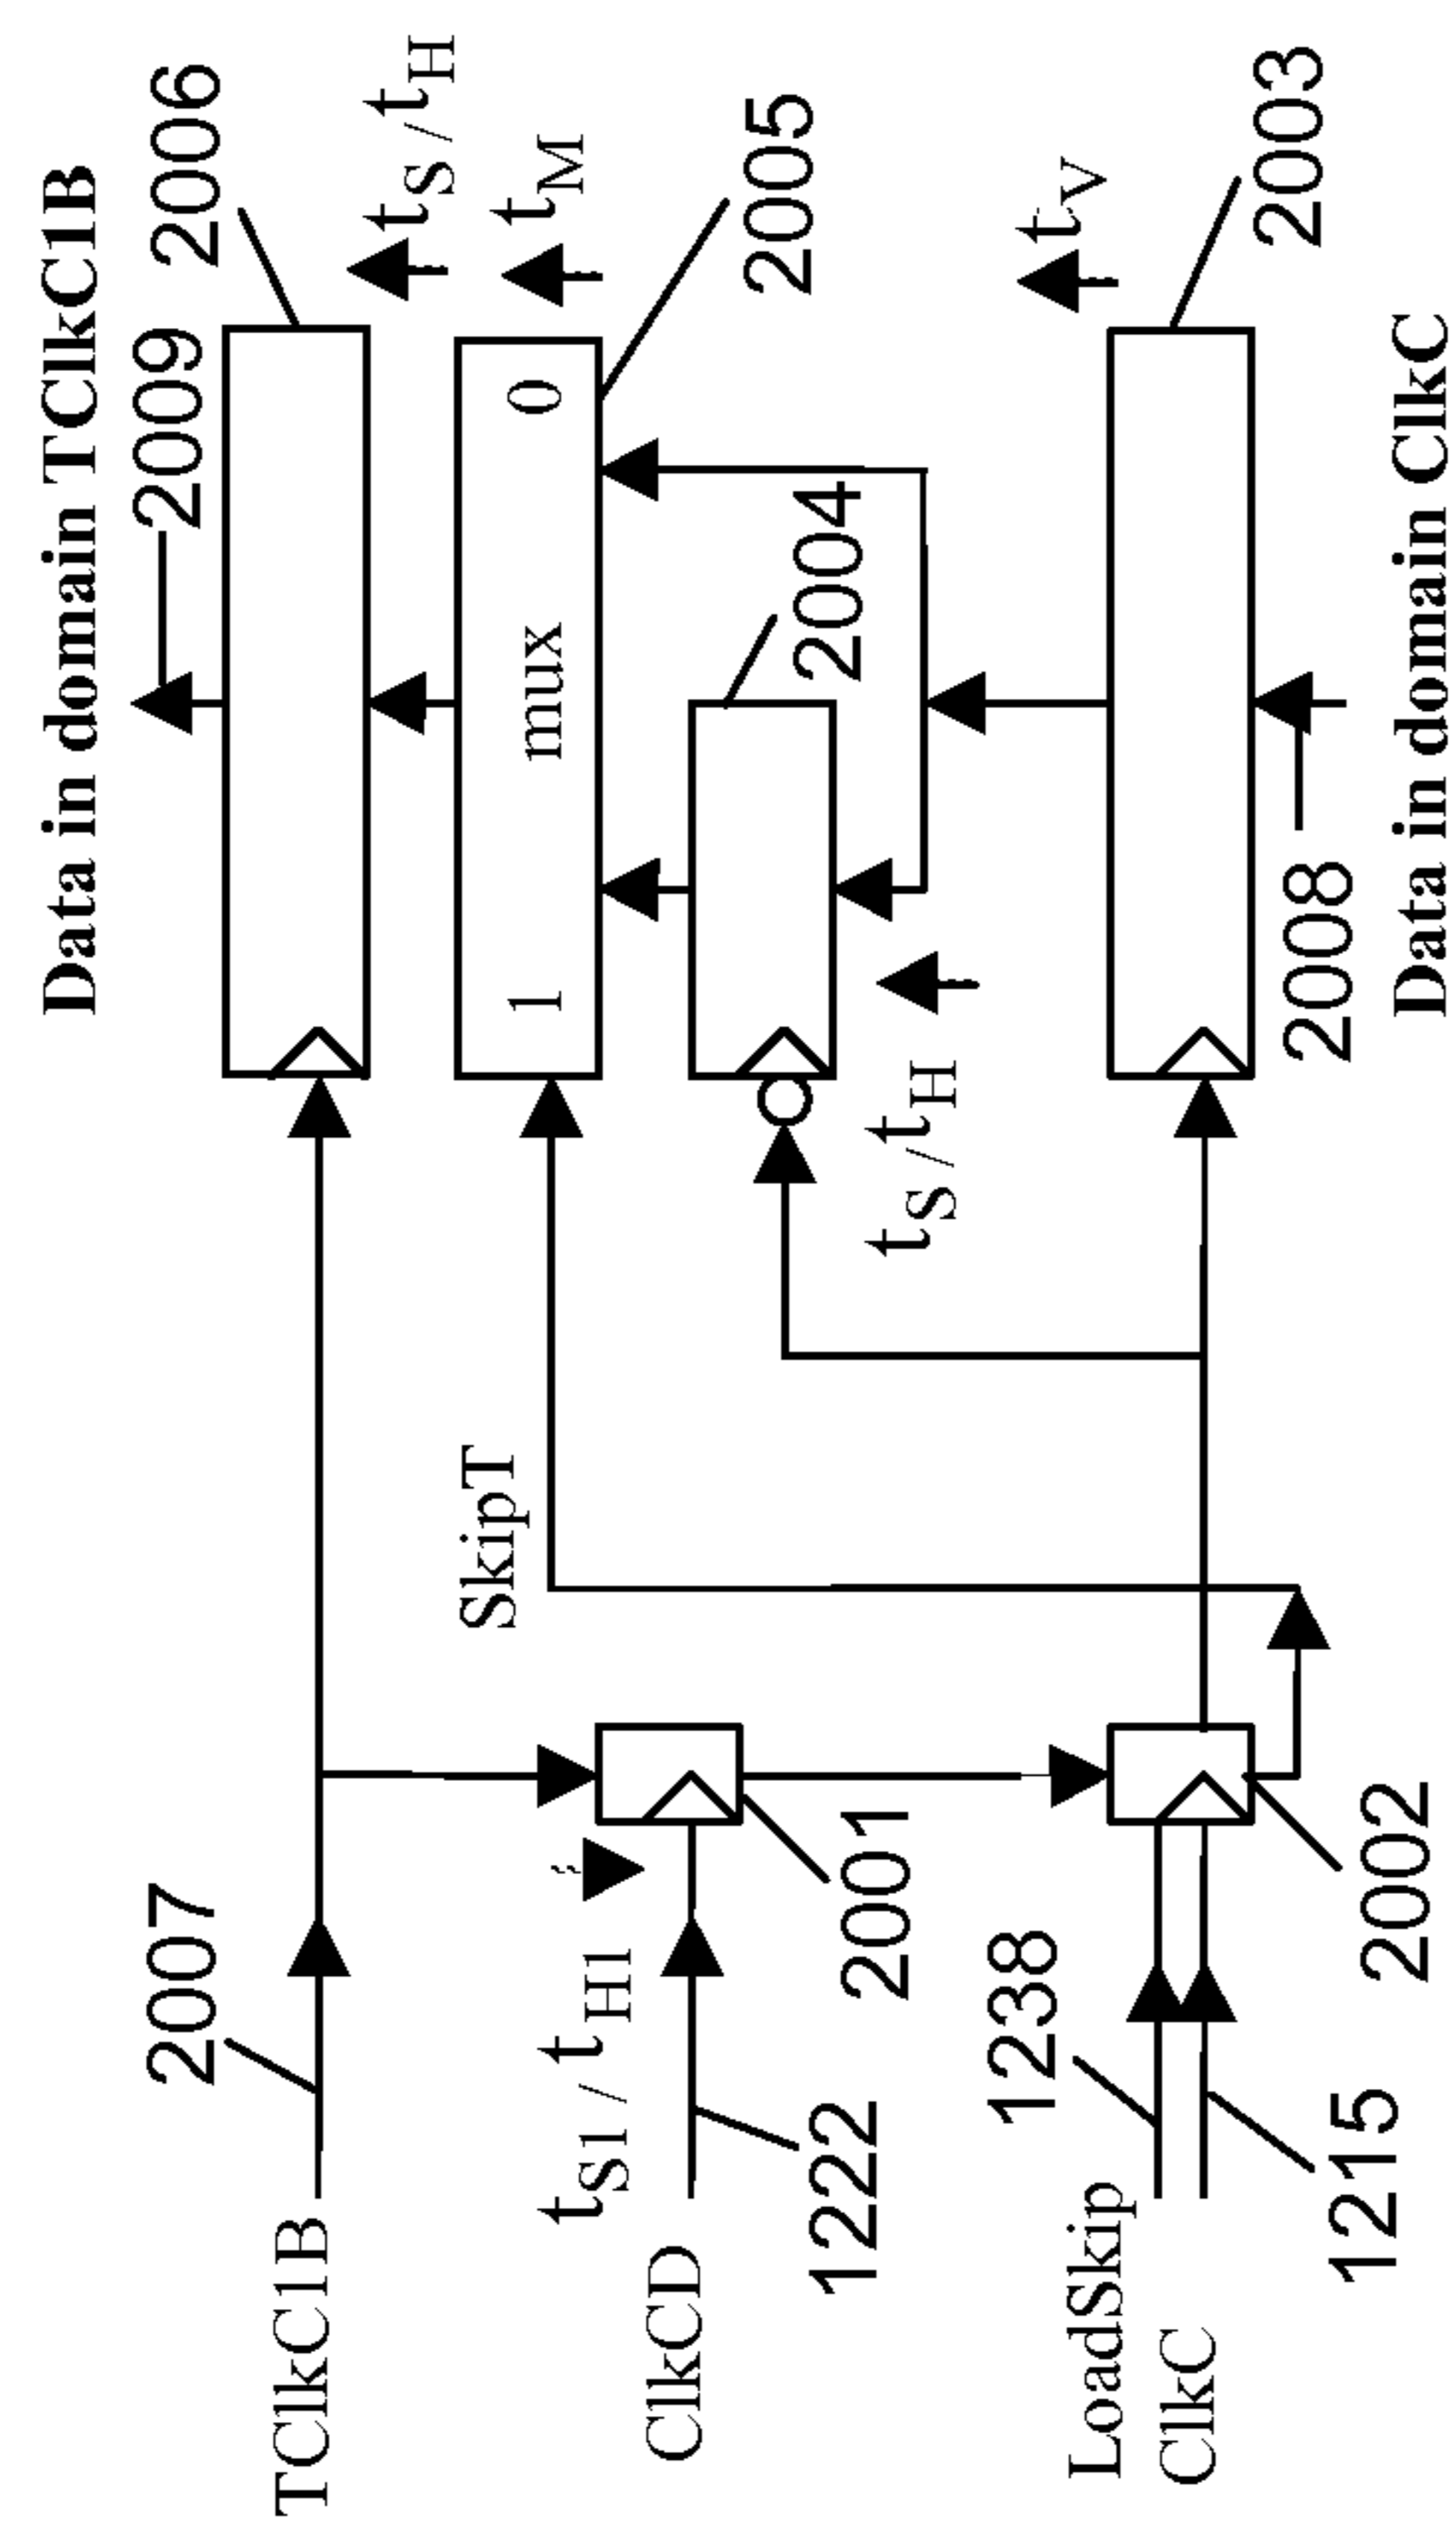 Data in domain TClkC1B
2009
2006
tS/tH
tM
2005
1 mux 0
2004
tS/tH
tV
2003
2008
Data in domain ClkC
SkipT
2007
TClkC1B
tS1/tH1
ClkCD
1222
2001
1238
LoadSkip
ClkC
1215
2002